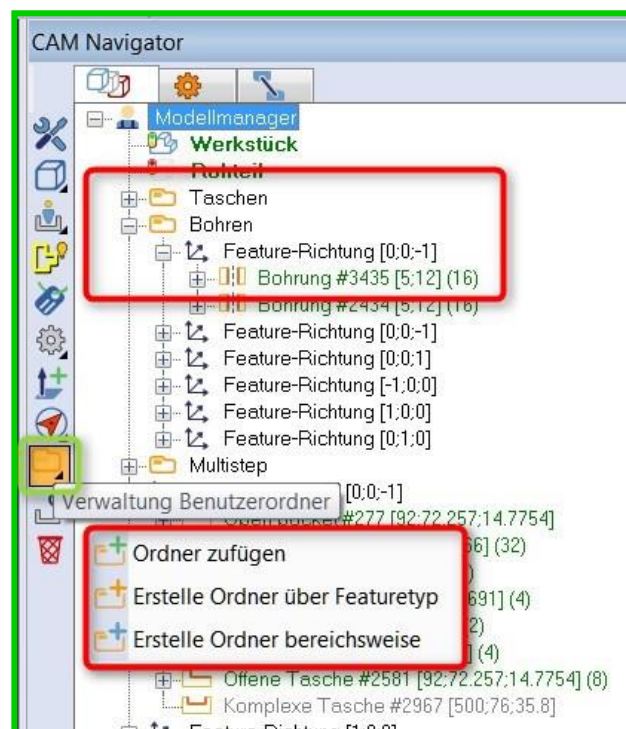 CAM Navigator
Modellmanager
Werkstück
Rohteil
Taschen
Bohren
Feature-Richtung [0;0;-1]
Bohrung #3435 [5;12] (16)
Bohrung #2434 [5;12] (16)
Feature-Richtung [0;0;-1]
Feature-Richtung [0;0;1]
Feature-Richtung [-1;0;0]
Feature-Richtung [1;0;0]
Feature-Richtung [0;1;0]
Multistep
[0;0;-1]
Verwaltung Benutzerordner
Open pocket #277 [92;72.257;14.7754]
Ordner zufügen
(32)
Erstelle Ordner über Featuretyp
691] (4)
Erstelle Ordner bereichsweise
(4)
Offene Tasche #2581 [92;72.257;14.7754] (8)
Komplexe Tasche #2967 [500;76;35.8]